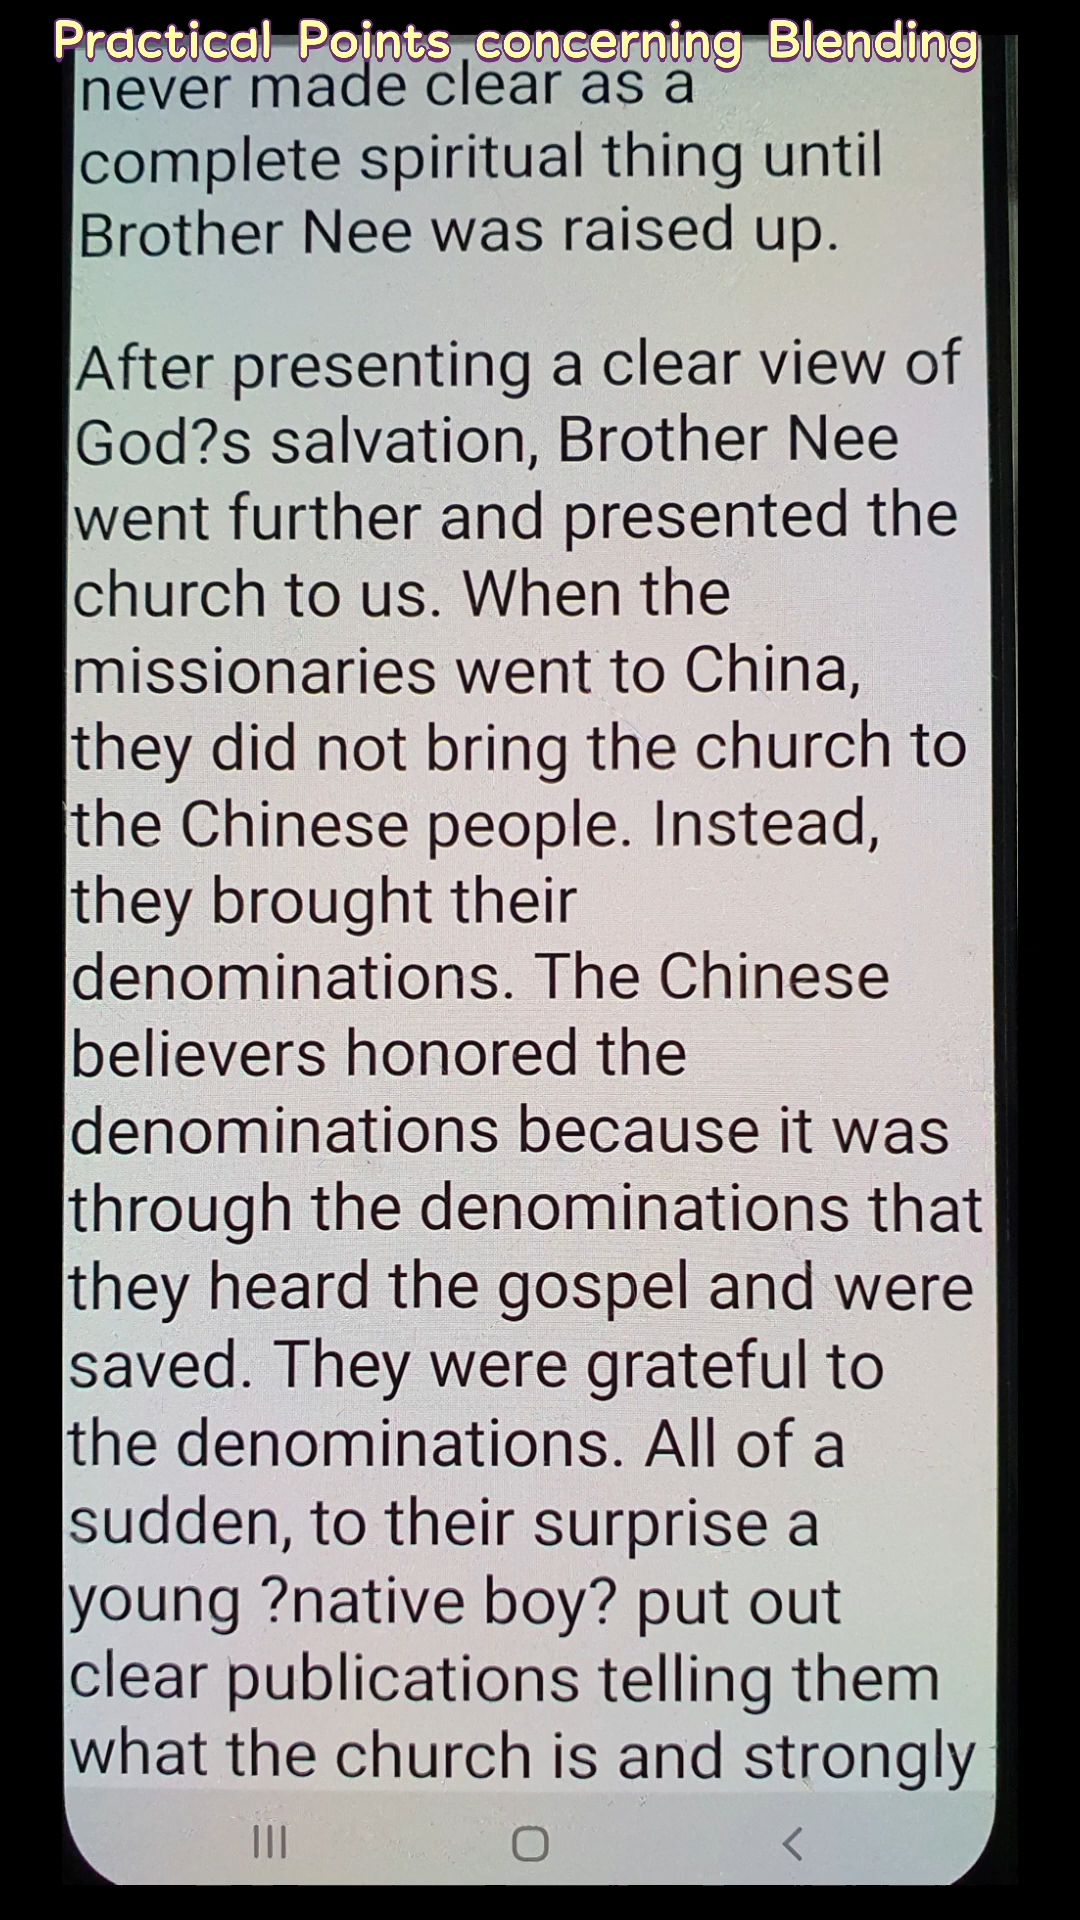 Practical Points concerning Blending
never made clear as a
complete spiritual thing until
Brother Nee was raised up.
After presenting a clear view of
God?s salvation, Brother Nee
went further and presented the
church to us. When the
missionaries went to China,
they did not bring the church to
the Chinese people. Instead,
they brought their
denominations. The Chinese
believers honored the
denominations because it was
through the denominations that
they heard the gospel and were
saved. They were grateful to
the denominations. All of a
sudden, to their surprise a
young ?native boy? put out
clear publications telling them
what the church is and strongly